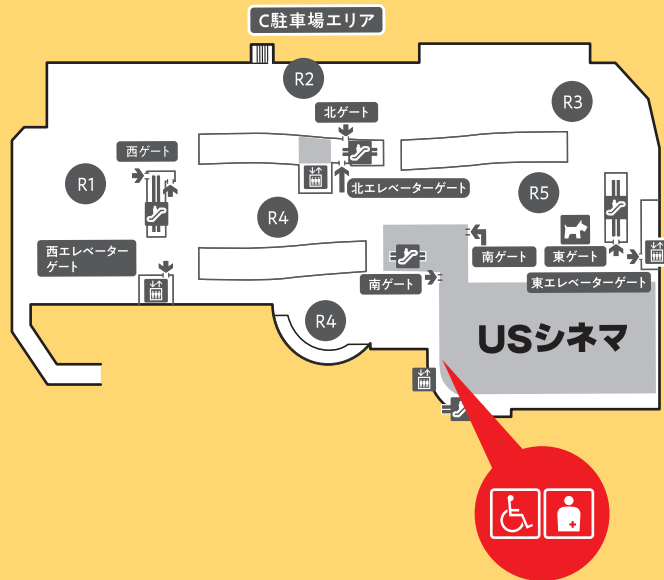 C駐車場エリア
R2
R3
北ゲート
西ゲート
R1
北エレベーターゲート
R5
R4
西エレベーター
ゲート
南ゲート
東ゲート
南ゲート
東エレベーターゲート
R4
USシネマ